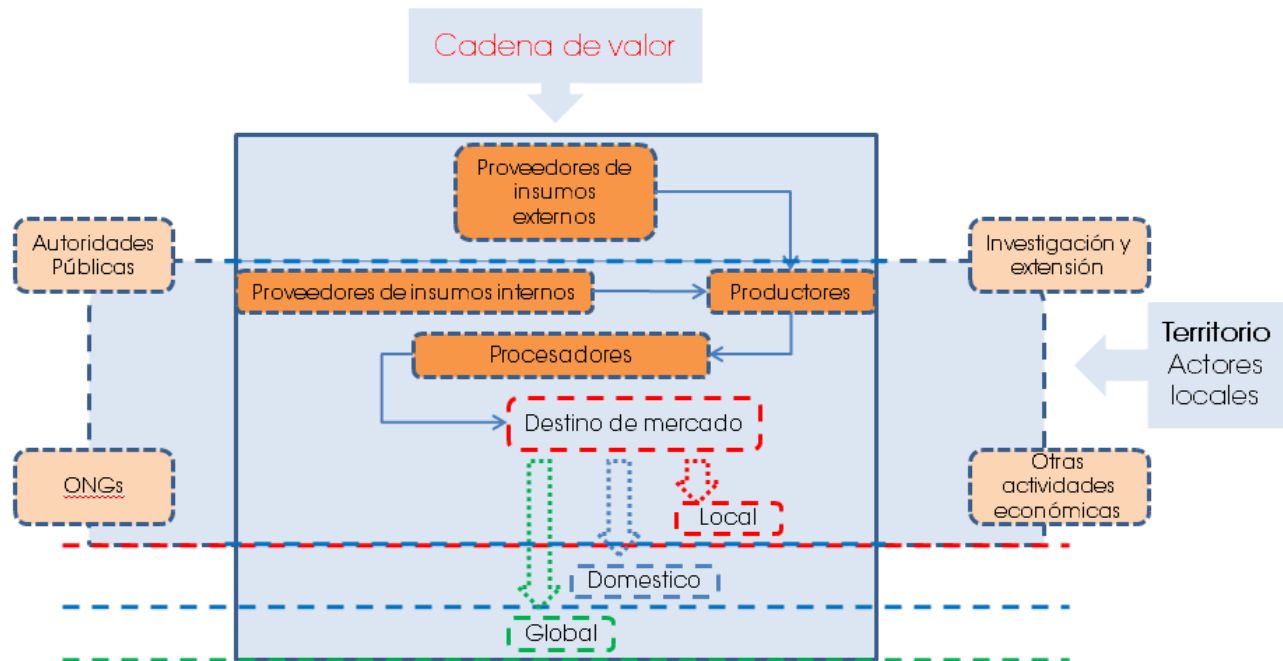 Cadena de valor
Proveedores de
insumos
externos
Autoridades
Públicas
Investigación y
extensión
Proveedores de insumos internos
Productores
Procesadores
Territorio
Actores
locales
Destino de mercado
ONGs
Otras
actividades
económicas
Local
Domestico
Global